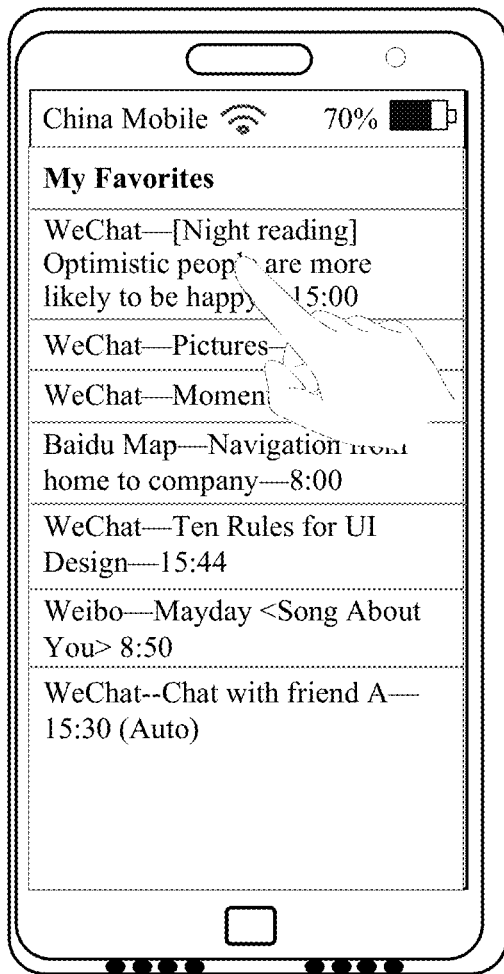 China Mobile 70%
My Favorites
WeChat—[Night reading]
Optimistic people are more
likely to be happy 15:00
WeChat—Pictures—
WeChat—Momen
Baidu Map—Navigation from
home to company—8:00
WeChat—Ten Rules for UI
Design—15:44
Weibo—Mayday <Song About
You> 8:50
WeChat--Chat with friend A—
15:30 (Auto)